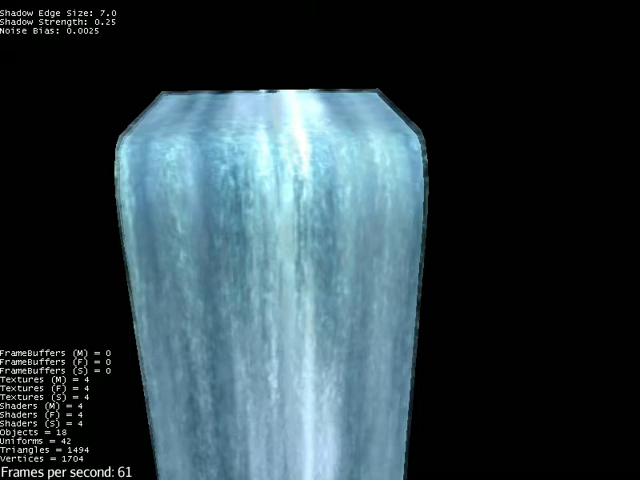 Shadow Edge Size: 7.0
Shadow Strength: 0.25
Noise Bias: 0.0025
FrameBuffers (M) = 0
FrameBuffers (F) = 0
FrameBuffers (S) = 0
Textures (M) = 4
Textures (F) = 4
Textures (S) = 4
Shaders (M) = 4
Shaders (F) = 4
Shaders (S) = 4
Objects = 18
Uniforms = 42
Triangles = 1494
Vertices = 1704
Frames per second: 61